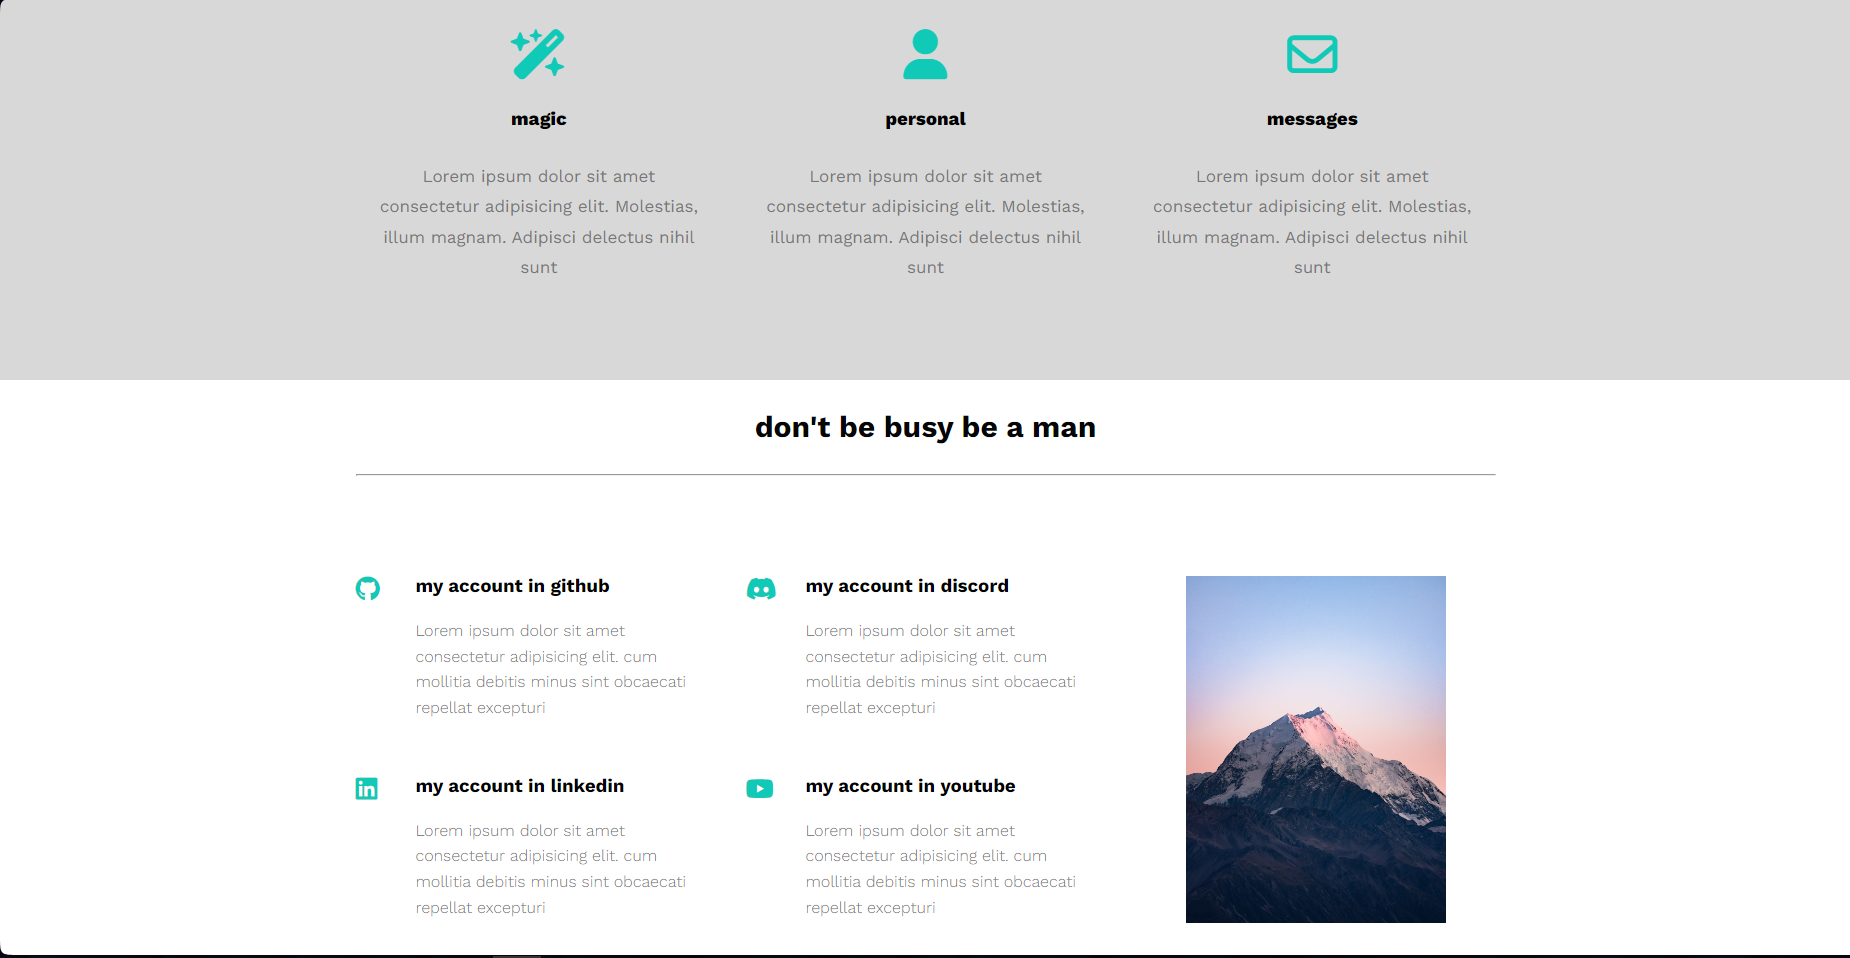 magic
Lorem ipsum dolor sit amet
consectetur adipisicing elit. Molestias,
illum magnam. Adipisci delectus nihil
sunt
personal
Lorem ipsum dolor sit amet
consectetur adipisicing elit. Molestias,
illum magnam. Adipisci delectus nihil
sunt
messages
Lorem ipsum dolor sit amet
consectetur adipisicing elit. Molestias,
illum magnam. Adipisci delectus nihil
sunt
don't be busy be a man
my account in github
Lorem ipsum dolor sit amet
consectetur adipisicing elit. cum
mollitia debitis minus sint obcaecati
repellat excepturi
my account in discord
Lorem ipsum dolor sit amet
consectetur adipisicing elit. cum
mollitia debitis minus sint obcaecati
repellat excepturi
in
my account in linkedin
Lorem ipsum dolor sit amet
consectetur adipisicing elit. cum
mollitia debitis minus sint obcaecati
repellat excepturi
my account in youtube
Lorem ipsum dolor sit amet
consectetur adipisicing elit. cum
mollitia debitis minus sint obcaecati
repellat excepturi